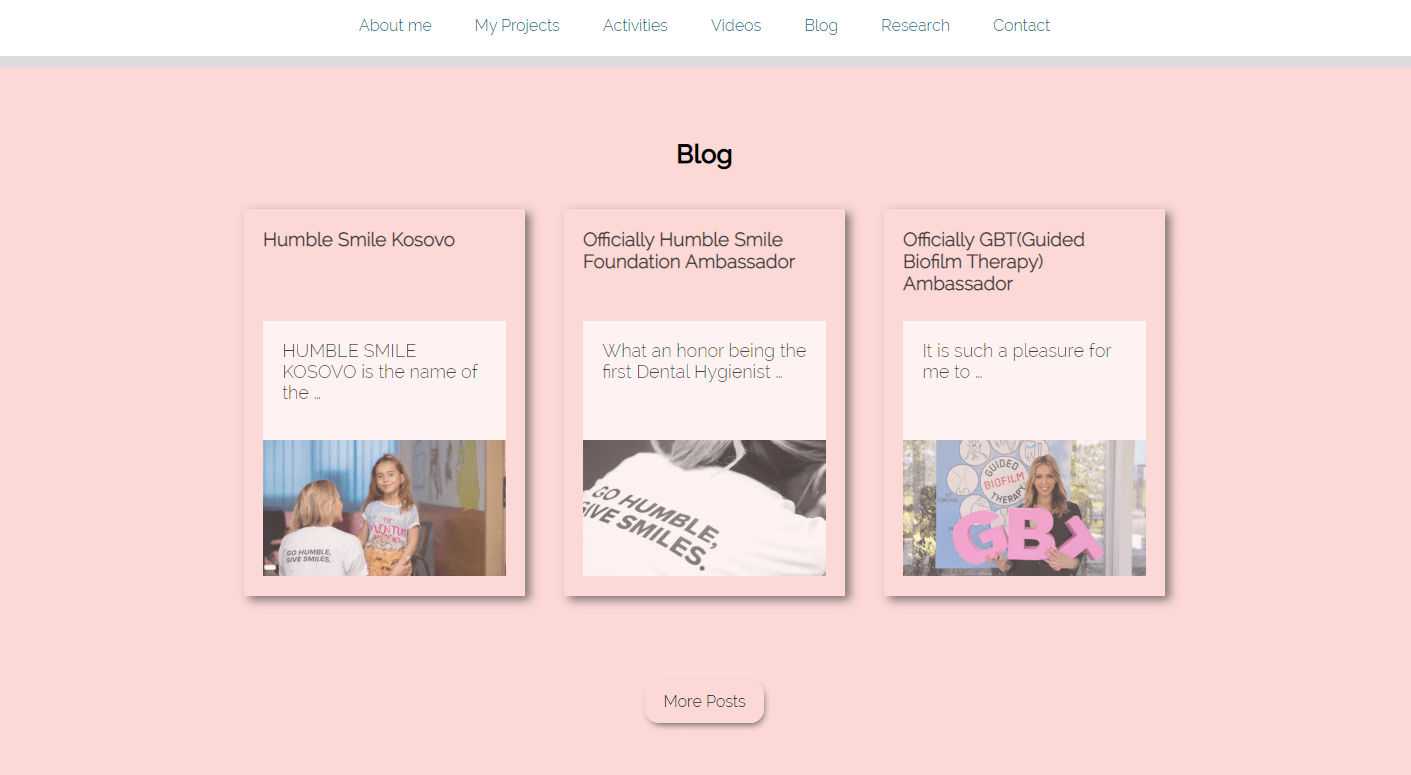 About me
My Projects
Activities
Videos
Blog
Research
Contact
Blog
Humble Smile Kosovo
HUMBLE SMILE
KOSOVO is the name of
the ...
GO HUMBLE,
GIVE SMILES.
Officially Humble Smile
Foundation Ambassador
What an honor being the
first Dental Hygienist ...
GO HUMBLE,
GIVE SMILES.
Officially GBT(Guided
Biofilm Therapy)
Ambassador
It is such a pleasure for
me to ...
GUIDED
BIOFILM
THERAPY
GBT
More Posts